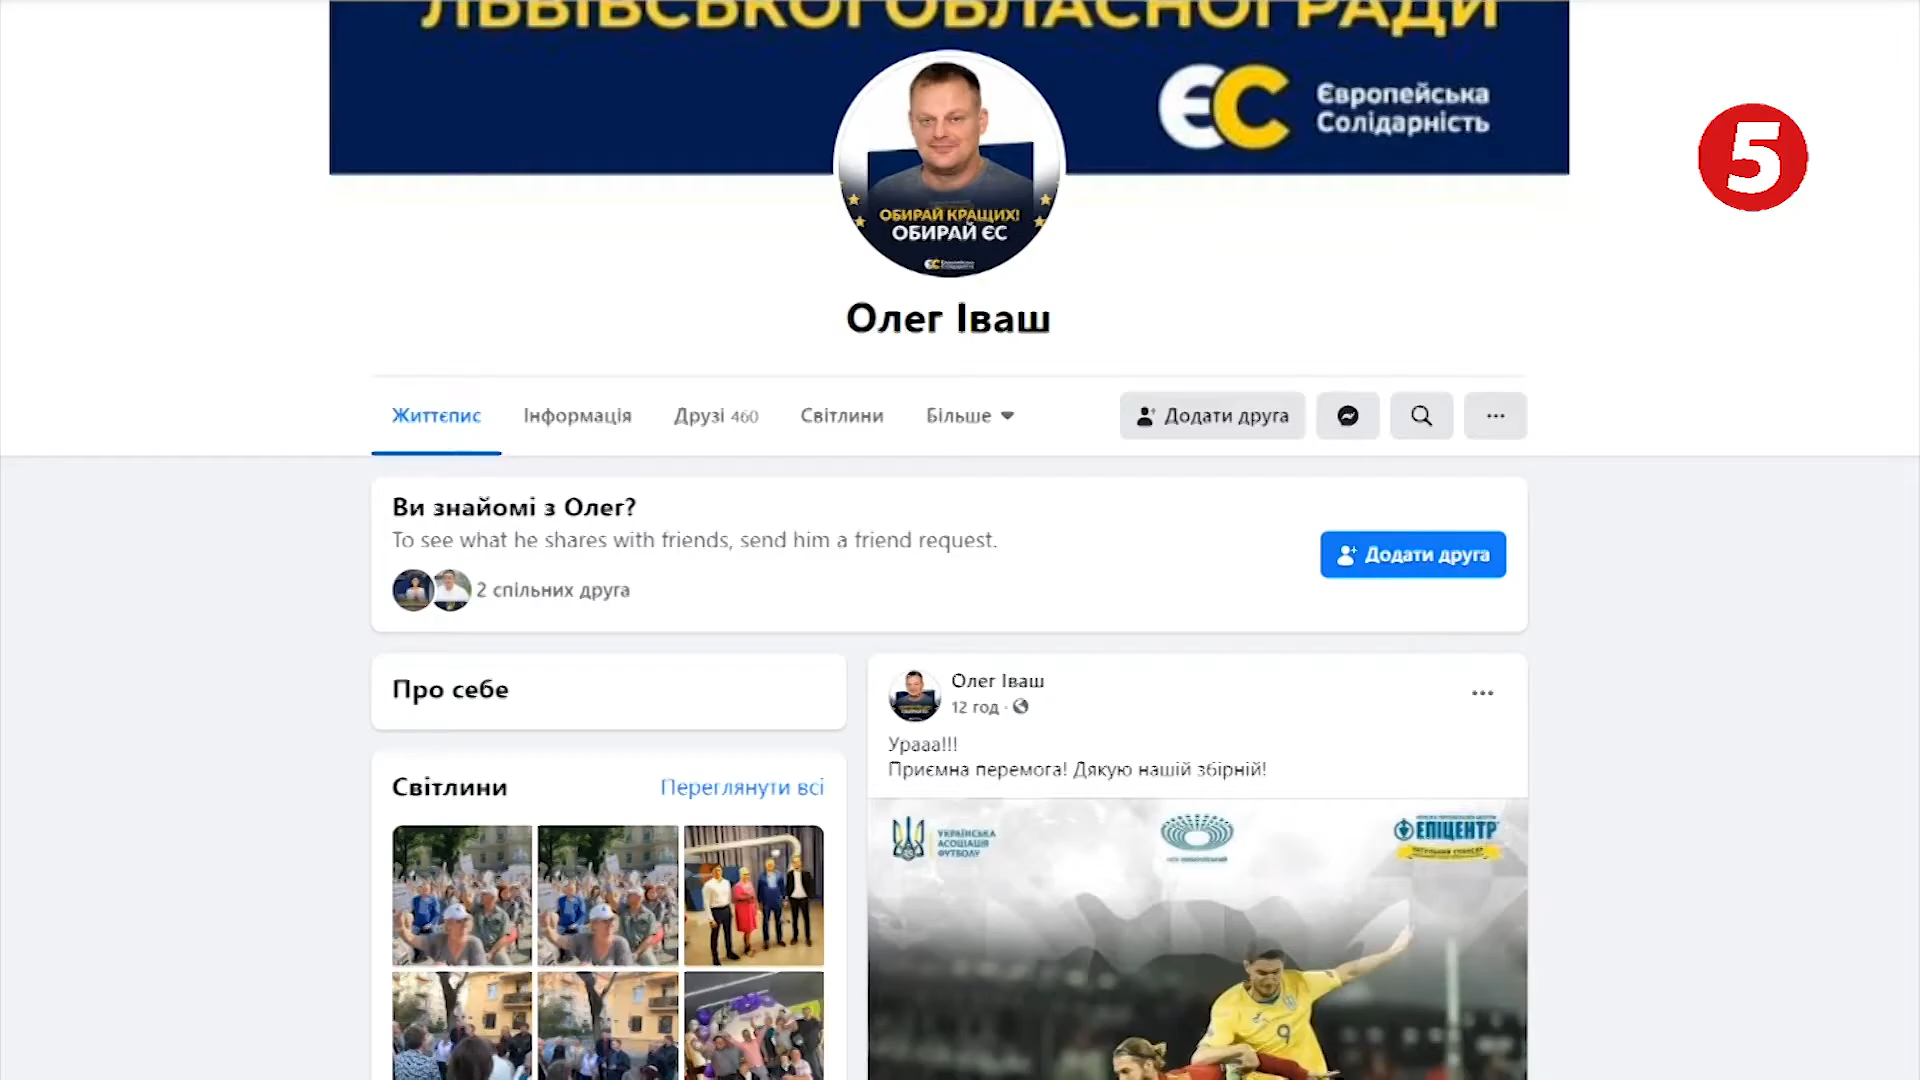 ЛЬВІВСЬКОЇ ОБЛАСНОЇ РАДИ
ЄС Європейська
Солідарність
5
ОБИРАЙ КРАЩИХ!
ОБИРАЙ ЄС
Олег Іваш
Життєпис Інформація Друзі 460 Світлини Більше Додати друга ...
Ви знайомі з Олег?
To see what he shares with friends, send him a friend request.
2 спільних друга
Додати друга
Про себе
Світлини Переглянути всі
Олег Іваш
12 год ·
Урааа!!!
Приємна перемога! Дякую нашій збірній!
УКРАЇНСЬКА
АСОЦІАЦІЯ
ФУТБОЛУ
ЕПІЦЕНТР
9